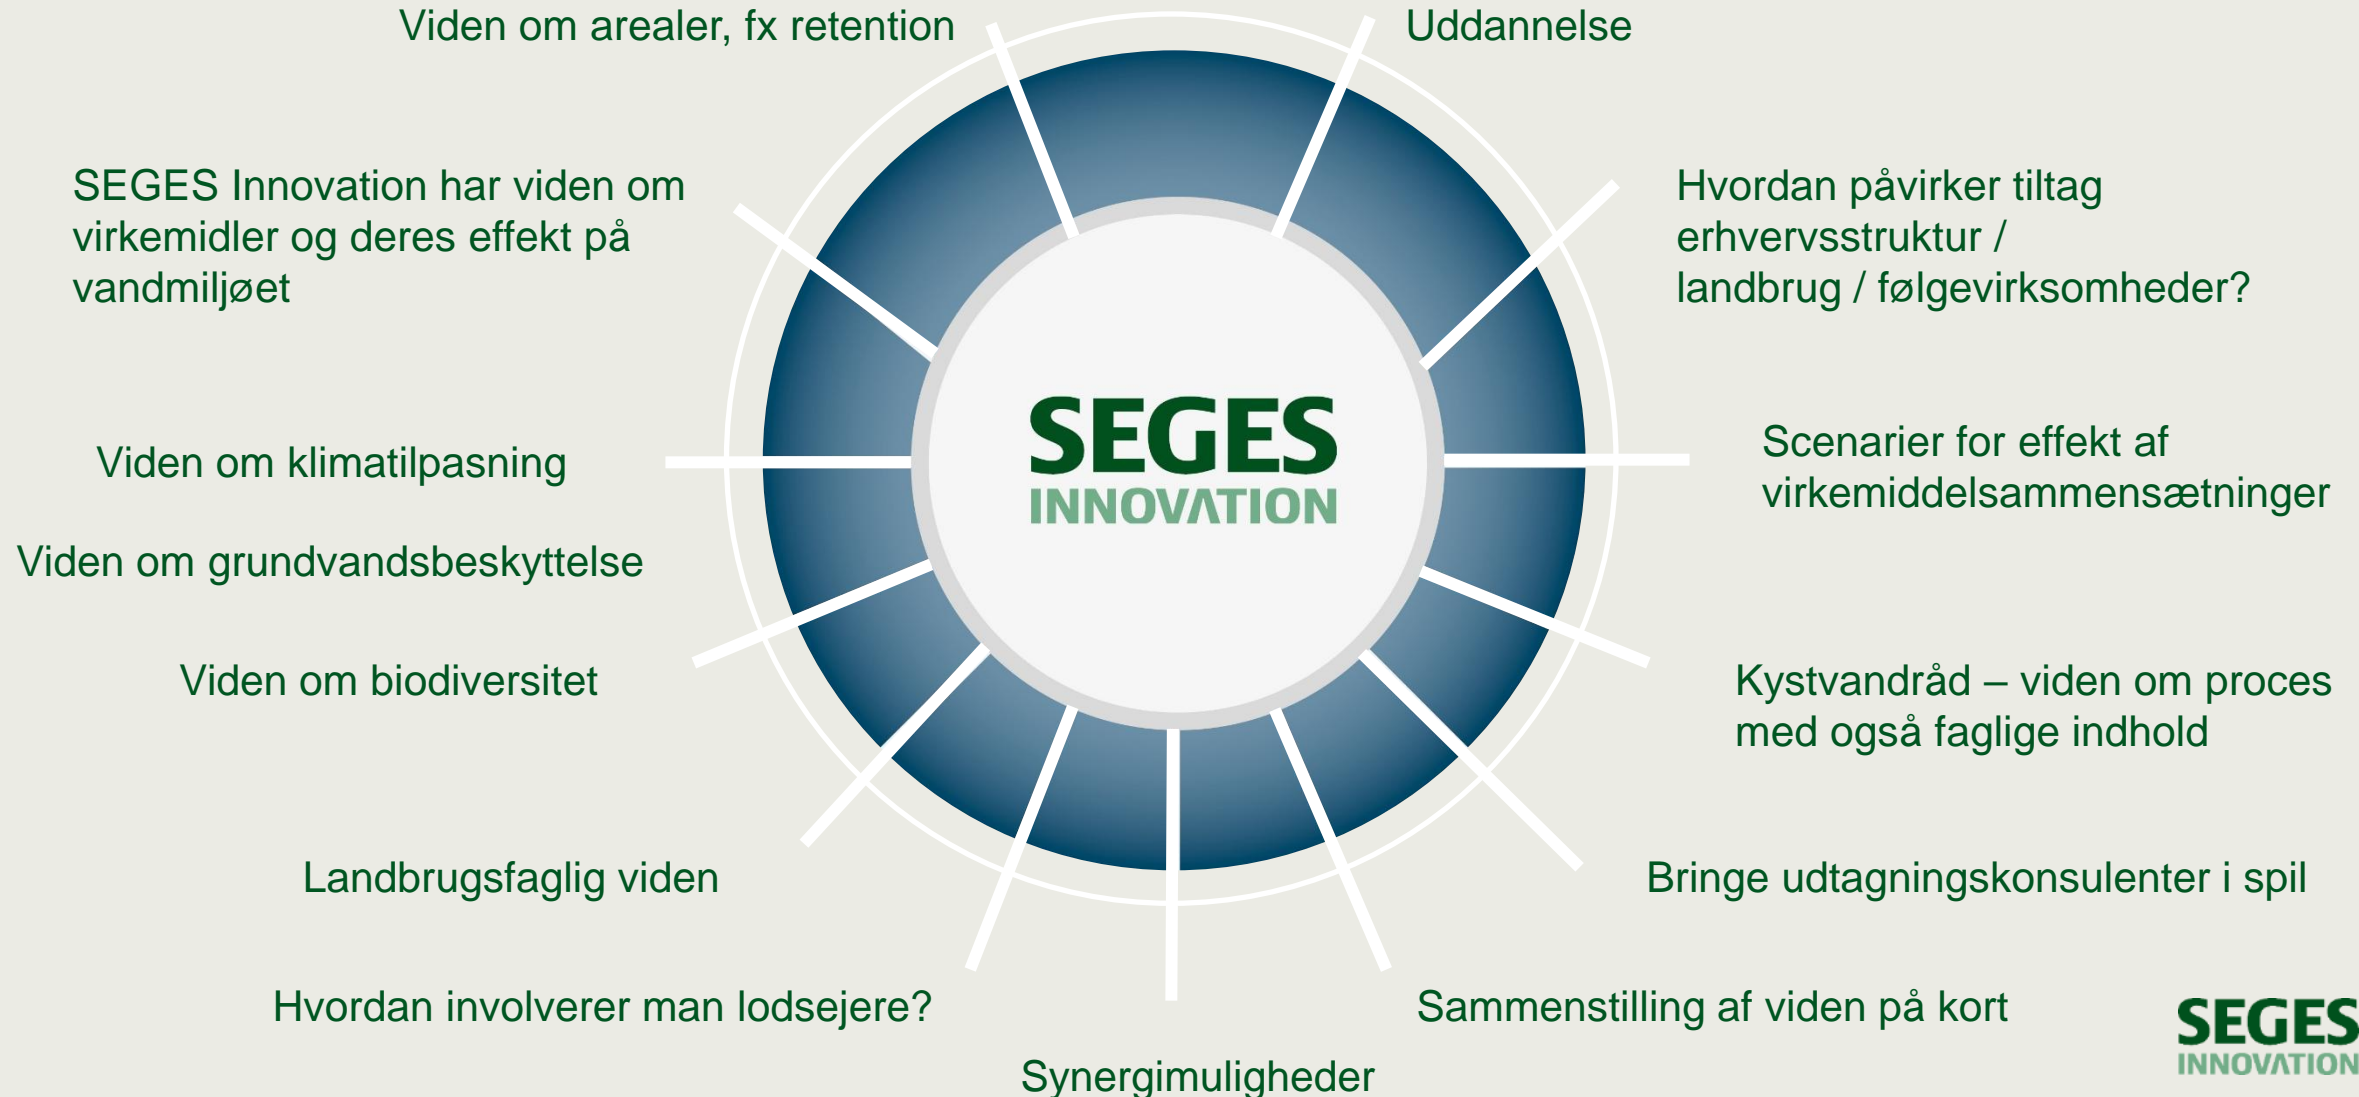 Viden om arealer, fx retention
Uddannelse
SEGES Innovation har viden om
virkemidler og deres effekt på
vandmiljøet
Hvordan påvirker tiltag
erhvervsstruktur /
landbrug / følgevirksomheder?
Viden om klimatilpasning
SEGES
INNOVATION
Scenarier for effekt af
virkemiddelsammensætninger
Viden om grundvandsbeskyttelse
Viden om biodiversitet
Kystvandråd – viden om proces
med også faglige indhold
Landbrugsfaglig viden
Bringe udtagningskonsulenter i spil
Hvordan involverer man lodsejere?
Sammenstilling af viden på kort
Synergimuligheder
SEGES
INNOVATION